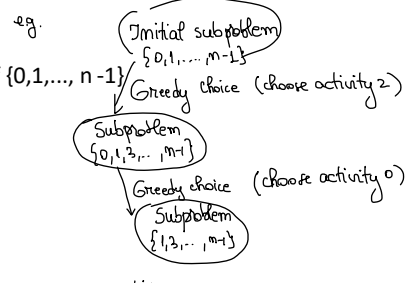 eg.
Initial subproblem
{0,1,...,n-1}
{0,1,..., n -1}
Greedy choice (choose activity 2)
Subproblem
{0,1,3,..,n-1}
Greedy choice (choose activity 0)
Subproblem
{1,3,..,n-1}